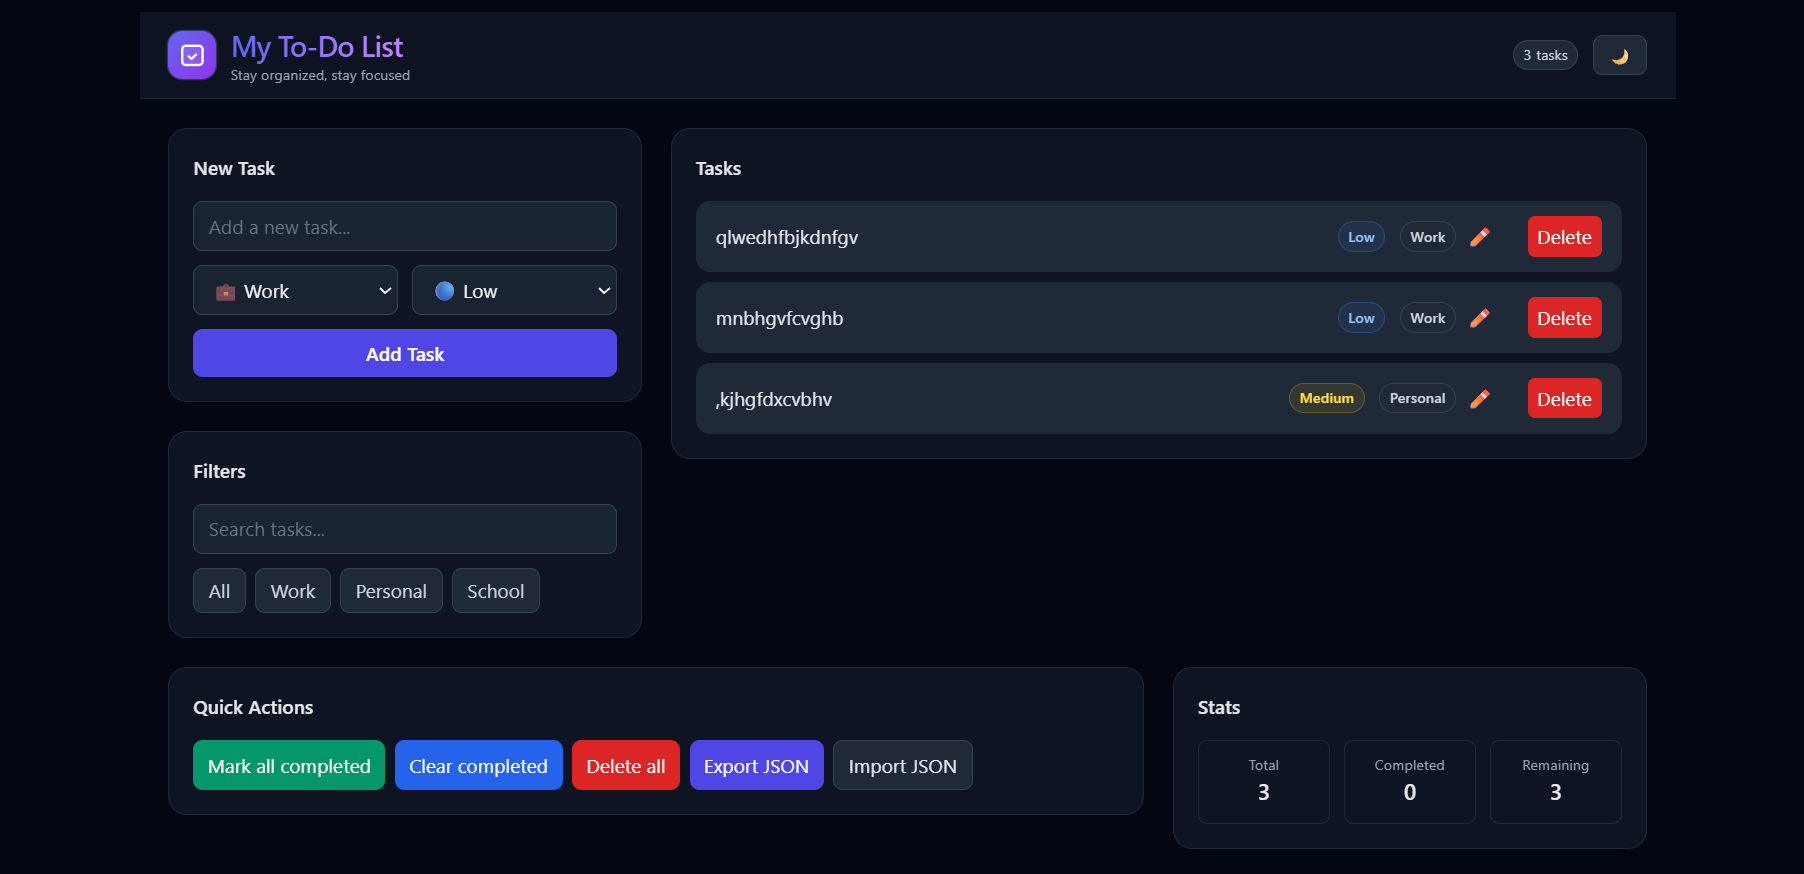 My To-Do List
Stay organized, stay focused
3 tasks
New Task
Add a new task...
Work
Low
Add Task
Filters
Search tasks...
All Work Personal School
Tasks
qlwedhfbjkdnfgv Low Work Delete
mnbhgvfcvghb Low Work Delete
,kjhgfdxcvbhv Medium Personal Delete
Quick Actions
Mark all completed Clear completed Delete all Export JSON Import JSON
Stats
Total Completed Remaining
3 0 3